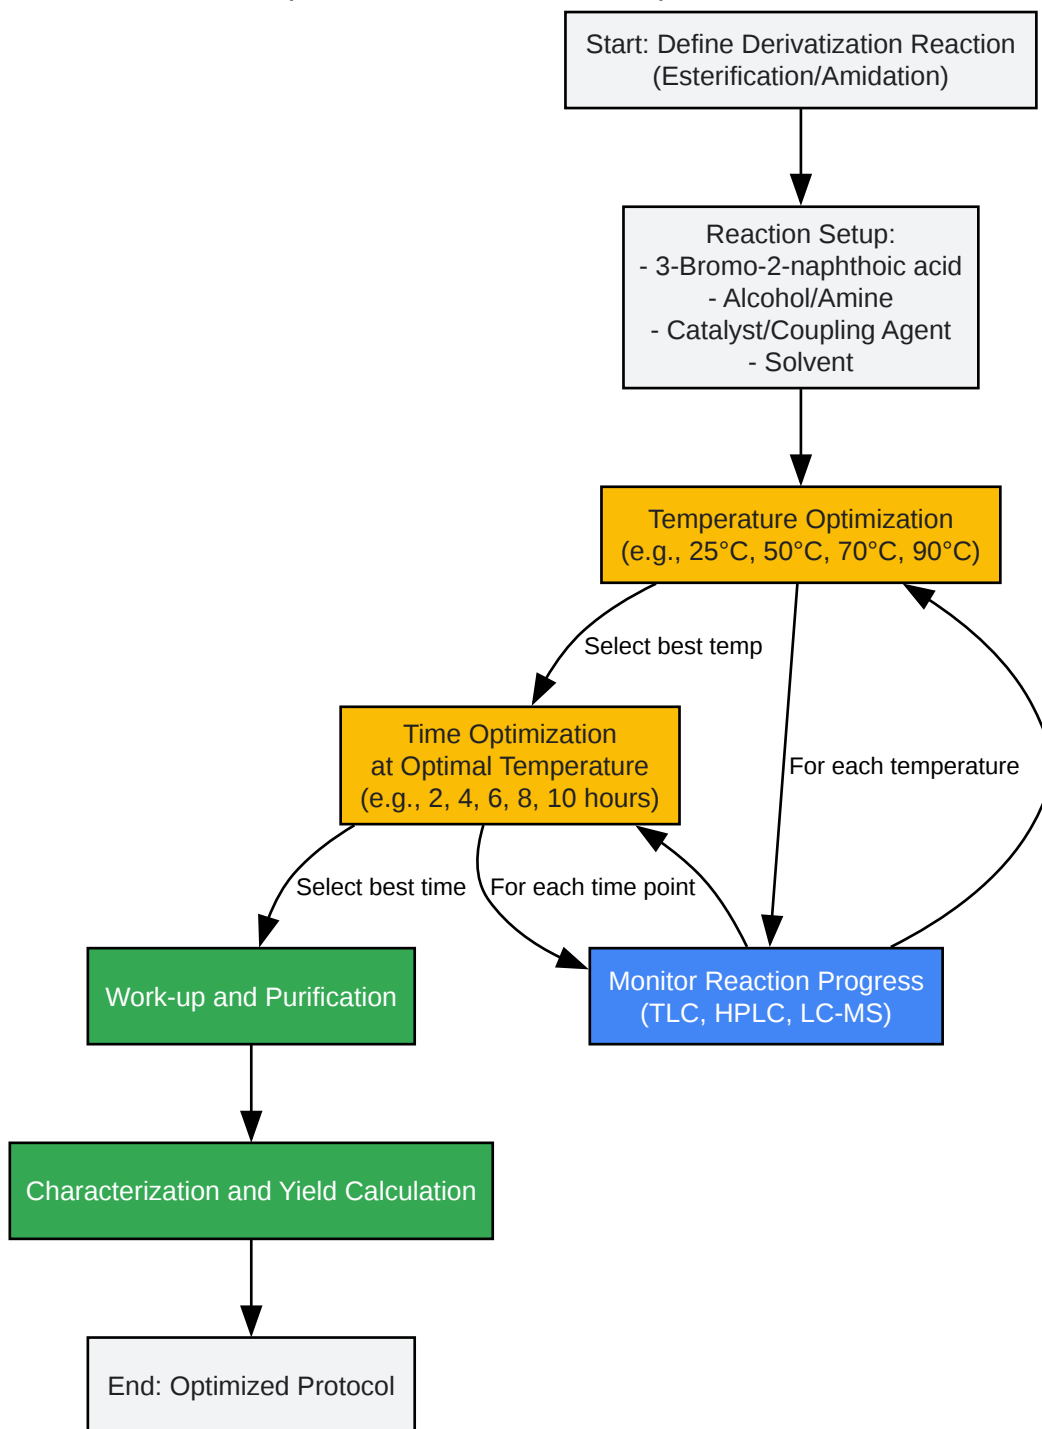 Start: Define Derivatization Reaction
(Esterification/Amidation)
Reaction Setup:
- 3-Bromo-2-naphthoic acid
- Alcohol/Amine
- Catalyst/Coupling Agent
- Solvent
Temperature Optimization
(e.g., 25°C, 50°C, 70°C, 90°C)
Select best temp
Time Optimization
at Optimal Temperature
(e.g., 2, 4, 6, 8, 10 hours)
For each temperature
Select best time
For each time point
Work-up and Purification
Monitor Reaction Progress
(TLC, HPLC, LC-MS)
Characterization and Yield Calculation
End: Optimized Protocol